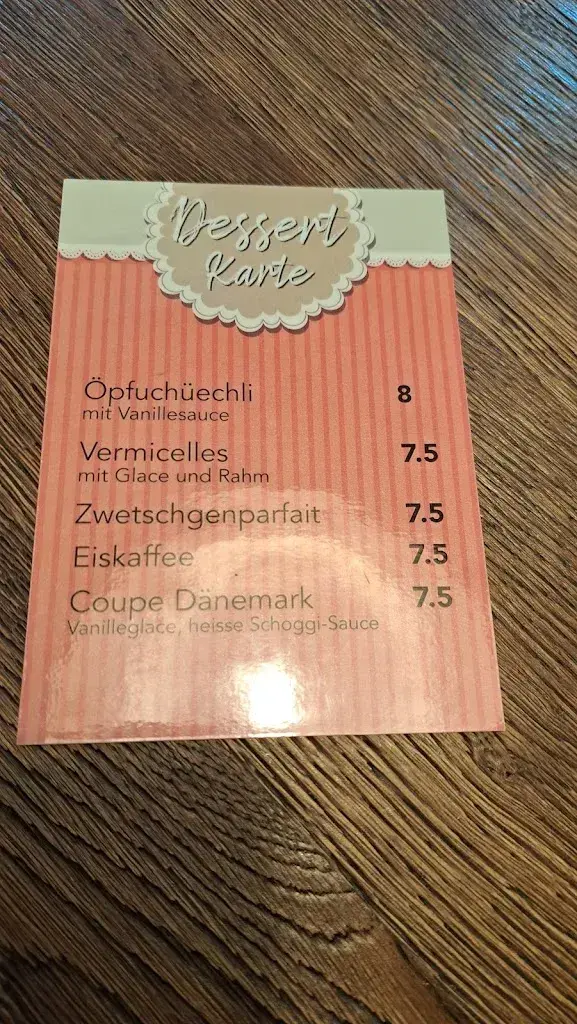 Dessert
Karte
Öpfuchüechli 8
mit Vanillesauce
Vermicelles 7.5
mit Glace und Rahm
Zwetschgenparfait 7.5
Eiskaffee 7.5
Coupe Dänemark 7.5
Vanilleglace, heisse Schoggi-Sauce